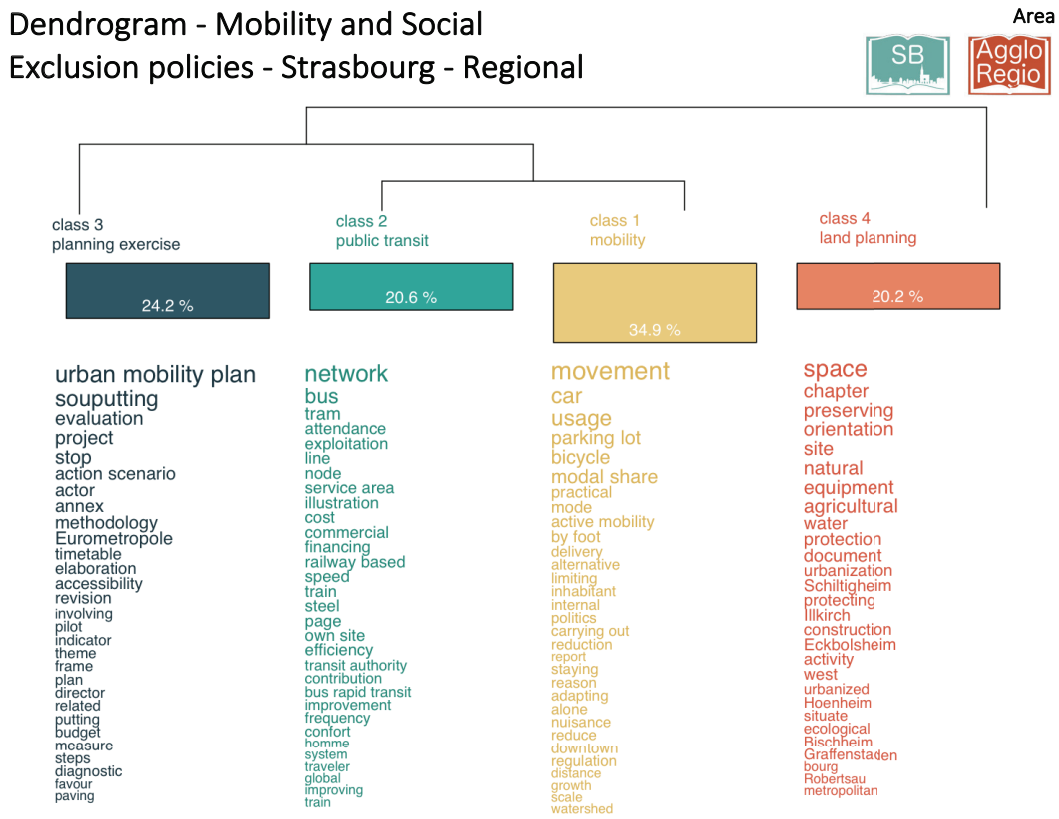 Dendrogram - Mobility and Social
Exclusion policies - Strasbourg - Regional
Area
SB
Agglo
Regio
class 3
planning exercise
24.2 %
urban mobility plan
souputting
evaluation
project
stop
action scenario
actor
annex
methodology
Eurometropole
timetable
elaboration
accessibility
revision
involving
pilot
indicator
theme
frame
plan
director
related
putting
budget
measure
steps
diagnostic
favour
paving
class 2
public transit
20.6 %
network
bus
tram
attendance
exploitation
line
node
service area
illustration
cost
commercial
financing
railway based
speed
train
steel
page
own site
efficiency
transit authority
contribution
bus rapid transit
improvement
frequency
confort
homme
system
traveler
global
improving
train
class 1
mobility
34.9 %
movement
car
usage
parking lot
bicycle
modal share
practical
mode
active mobility
by foot
delivery
alternative
limiting
inhabitant
internal
politics
carrying out
reduction
report
staying
reason
adapting
alone
nuisance
reduce
downtown
regulation
distance
growth
scale
watershed
class 4
land planning
20.2 %
space
chapter
preserving
orientation
site
natural
equipment
agricultural
water
protection
document
urbanization
Schiltigheim
protecting
Illkirch
construction
Eckbolsheim
activity
west
urbanized
Hoenheim
situate
ecological
Bischheim
Graffenstaden
bourg
Robertsau
metropolitan